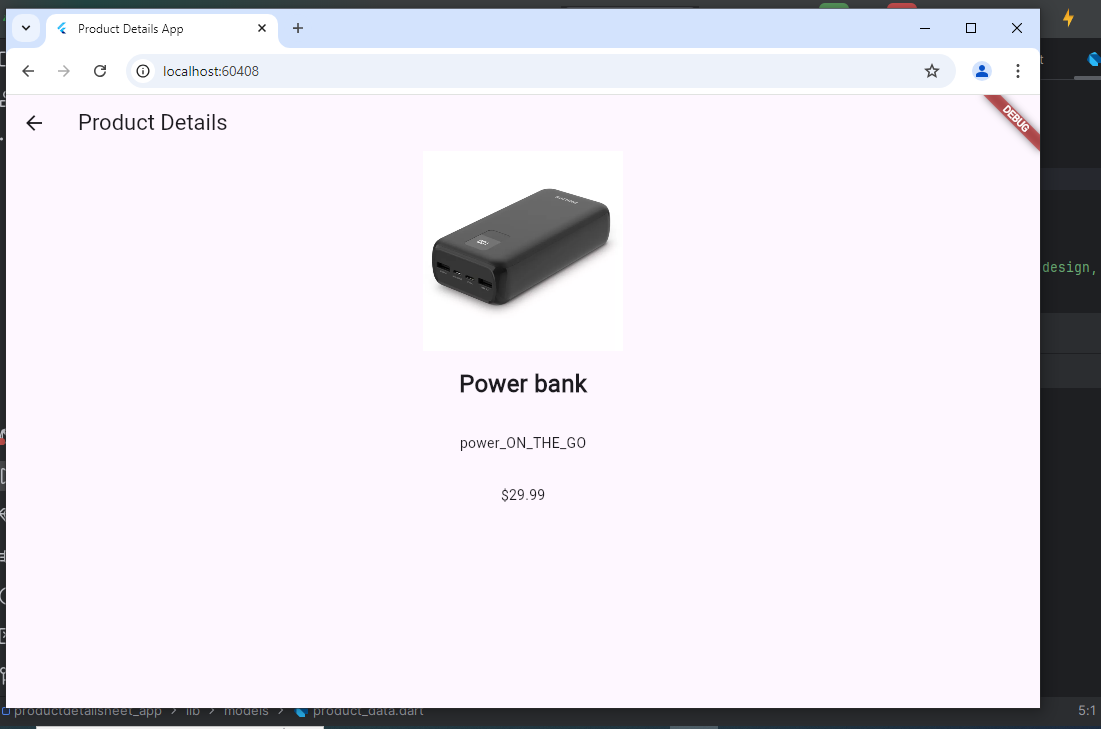 Product Details App
localhost:60408
Product Details
DEBUG
design,
Power bank
power_ON_THE_GO
$29.99
productdetailsheet_app > lib > models > product_data.dart
5:1